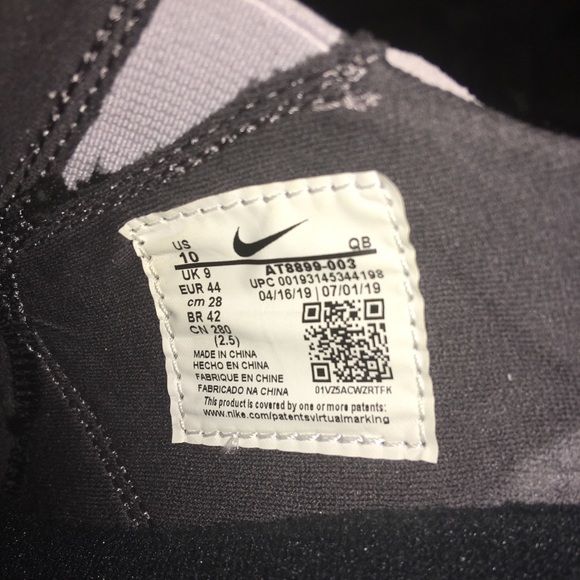 US QB
10 AT8899-003
UK 9 UPC 00193145344198
EUR 44 04/16/19 | 07/01/19
cm 28
BR 42
CN 280
(2.5)
MADE IN CHINA
HECHO EN CHINA
FABRIQUE EN CHINE
FABRICADO NA CHINA 01VZ5ACWZRTFK
This product is covered by one or more patents:
www.nike.com/patentsvirtualmarking